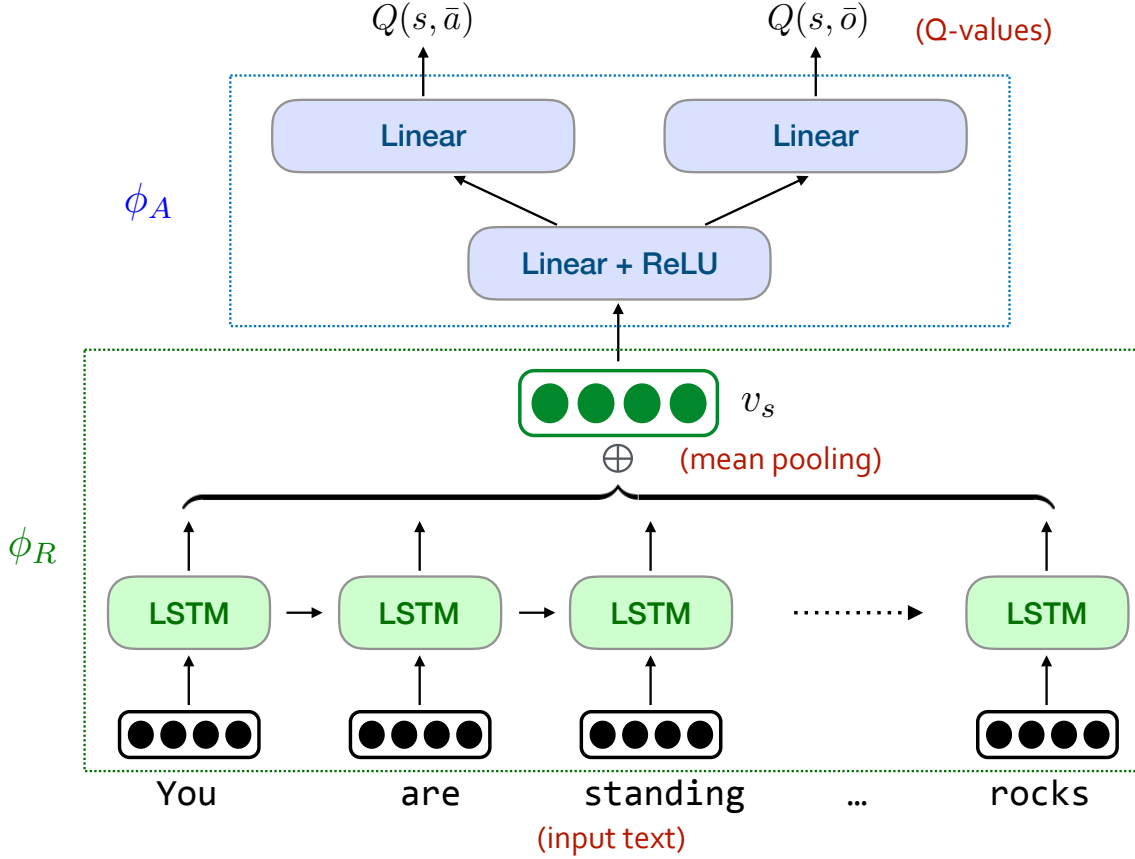 Q(s, ā) Q(s, ō) (Q-values)
Linear Linear
ϕ_A
Linear + ReLU
v_s
(mean pooling)
ϕ_R
LSTM LSTM LSTM LSTM
You are standing … rocks
(input text)